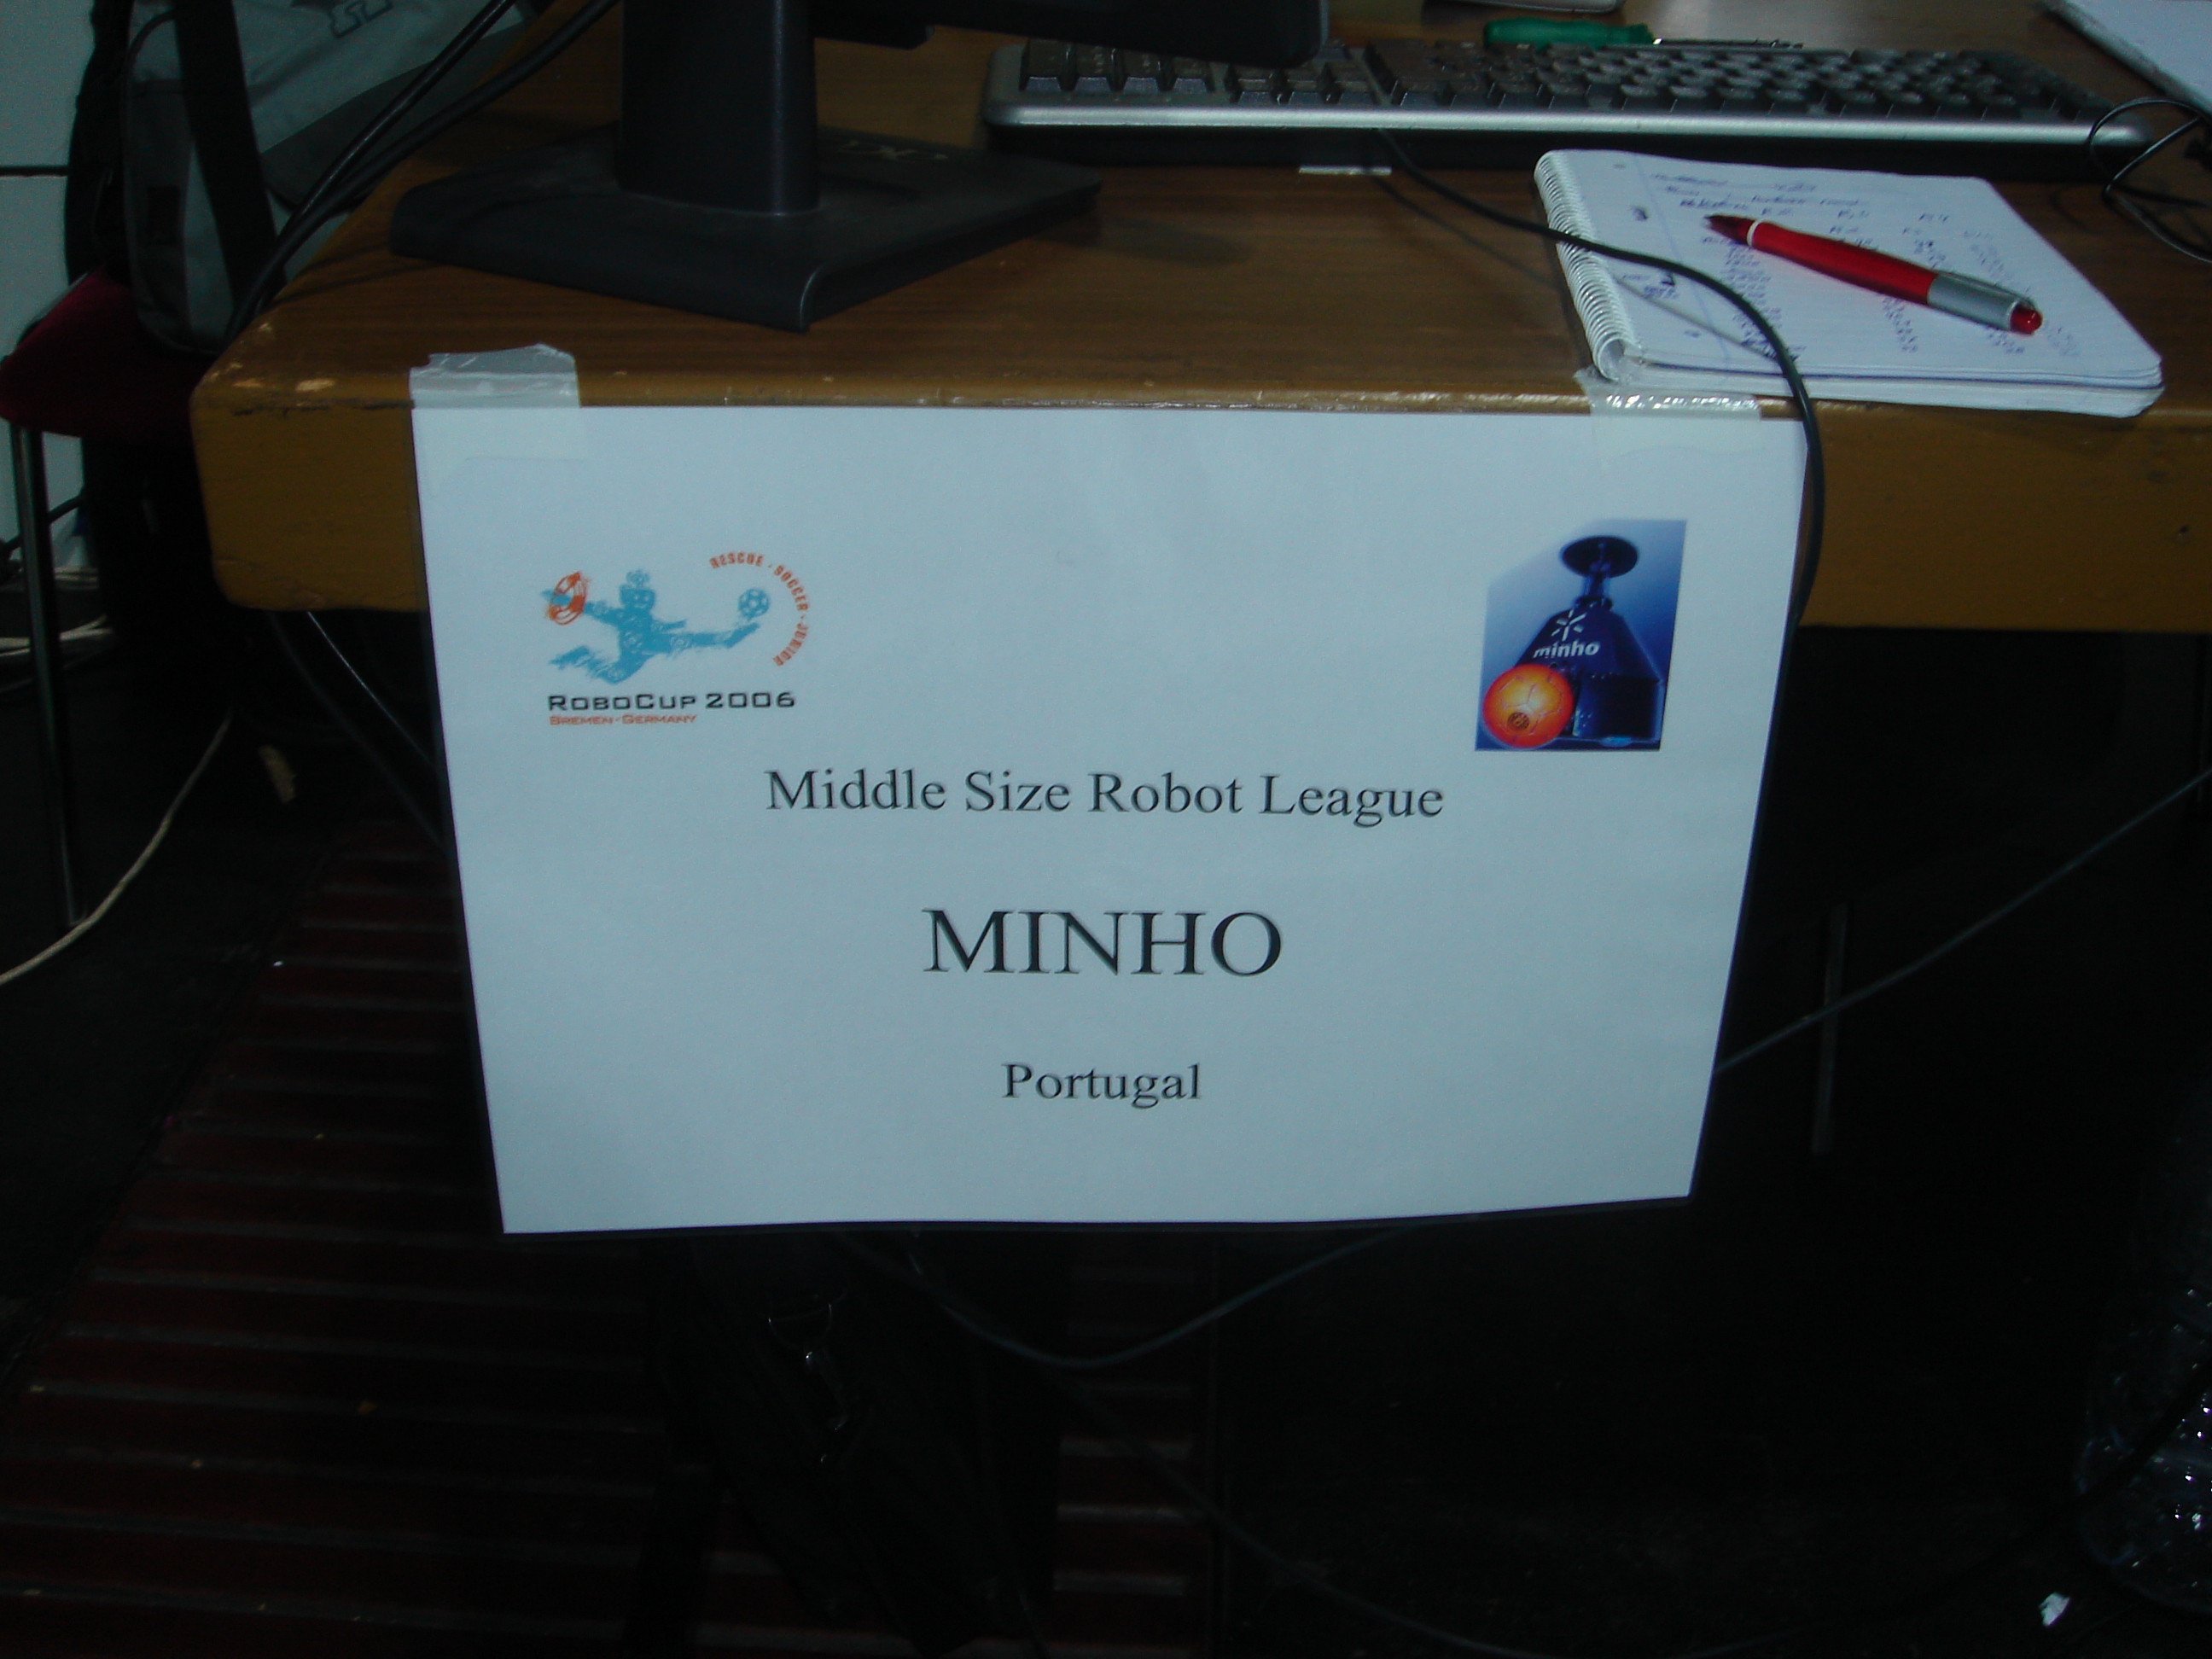 RESCUE · SOCCER · JUNIOR
ROBOCUP 2006
BREMEN · GERMANY
minho
Middle Size Robot League
MINHO
Portugal